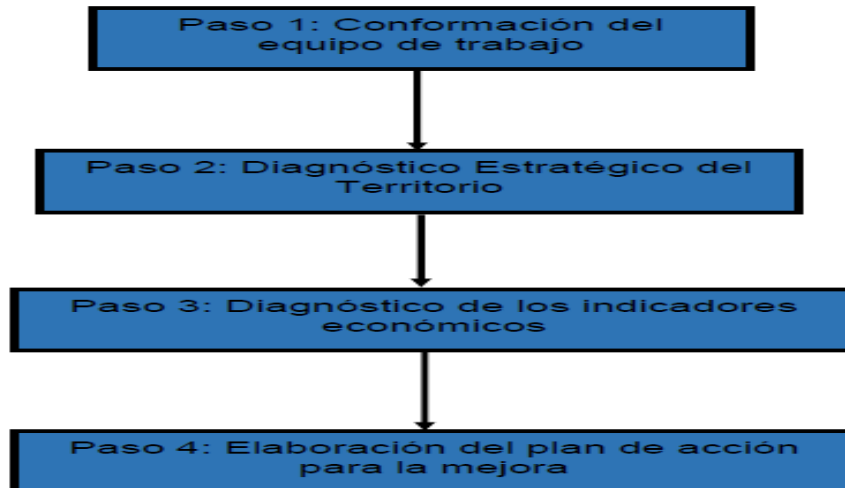 Paso 1: Conformación del
equipo de trabajo
Paso 2: Diagnóstico Estratégico del
Territorio
Paso 3: Diagnóstico de los indicadores
económicos
Paso 4: Elaboración del plan de acción
para la mejora